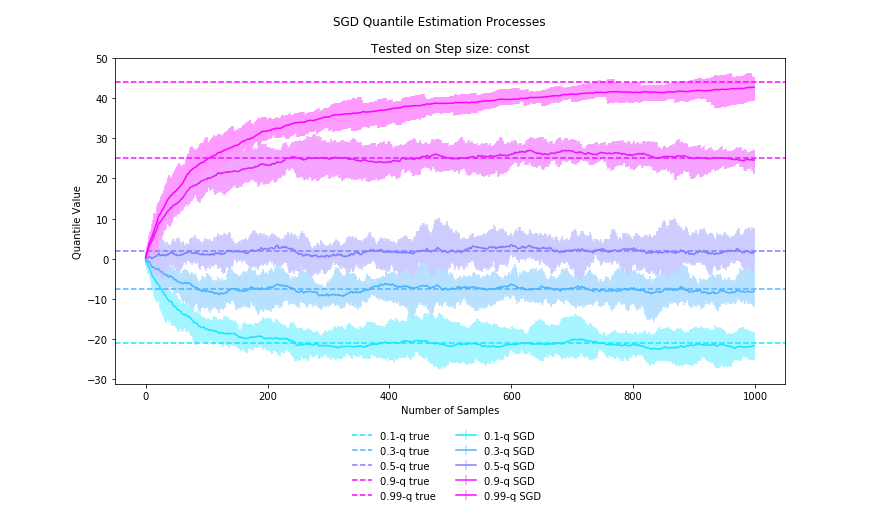 SGD Quantile Estimation Processes
Tested on Step size: const
50
40
30
20
10
0
−10
−20
−30
Quantile Value
0 200 400 600 800 1000
Number of Samples
0.1-q true 0.1-q SGD
0.3-q true 0.3-q SGD
0.5-q true 0.5-q SGD
0.9-q true 0.9-q SGD
0.99-q true 0.99-q SGD